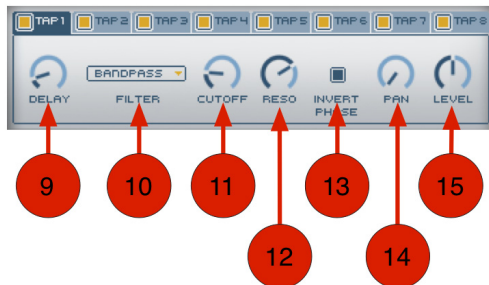 TAP 1 TAP 2 TAP 3 TAP 4 TAP 5 TAP 6 TAP 7 TAP 8
BANDPASS
DELAY FILTER CUTOFF RESO INVERT PHASE PAN LEVEL
9 10 11 13 15
12 14